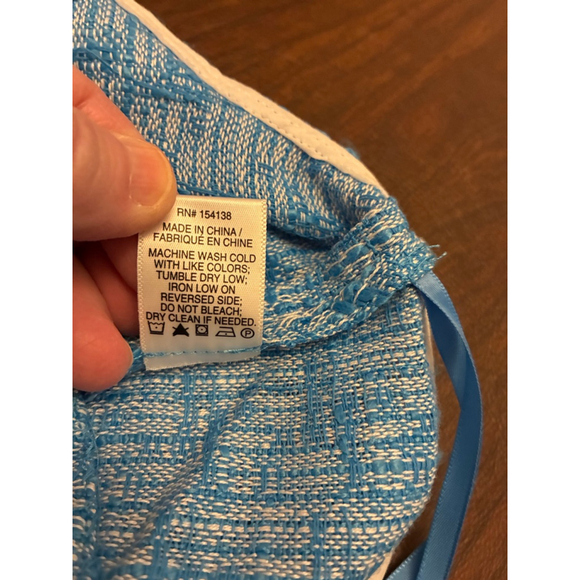 RN# 154138
MADE IN CHINA /
FABRIQUÉ EN CHINE
MACHINE WASH COLD
WITH LIKE COLORS;
TUMBLE DRY LOW;
IRON LOW ON
REVERSED SIDE;
DO NOT BLEACH;
DRY CLEAN IF NEEDED.
P